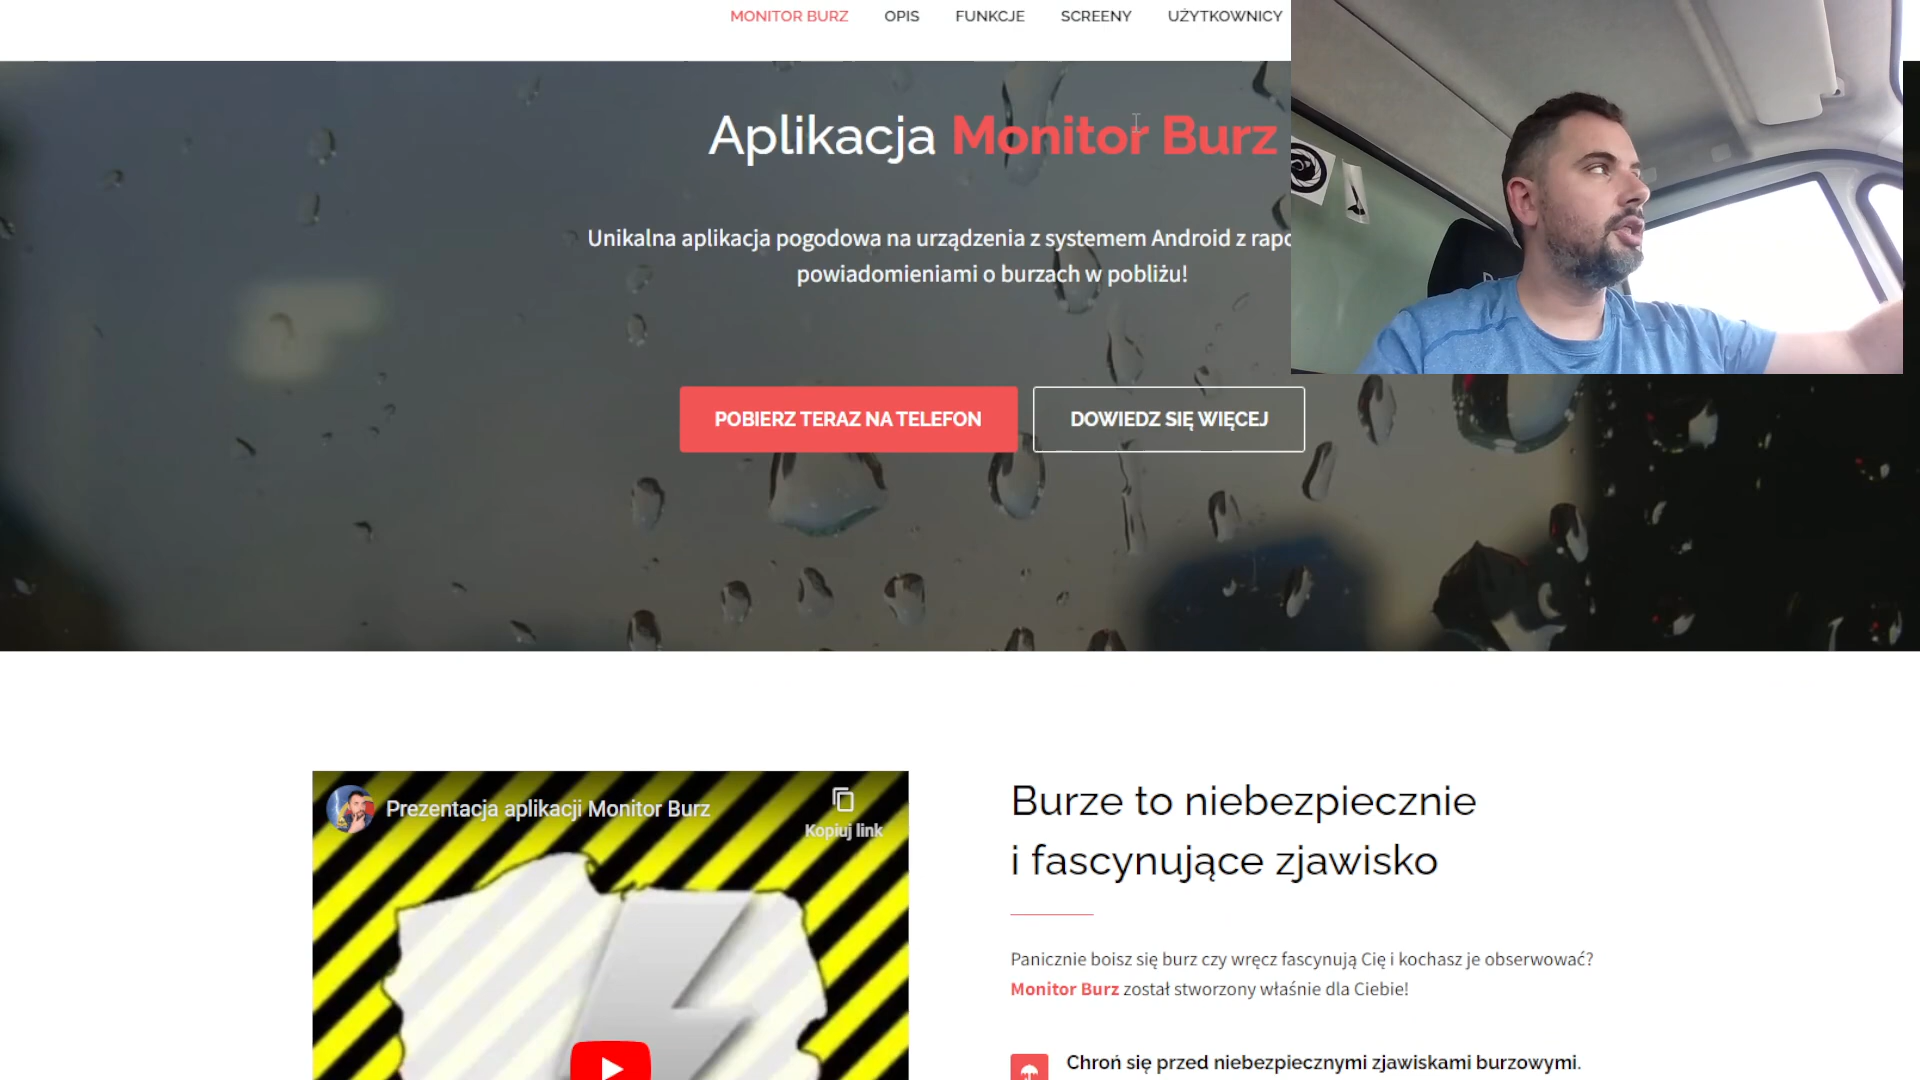 MONITOR BURZ OPIS FUNKCJE SCREENY UŻYTKOWNICY
Aplikacja Monitor Burz
Unikalna aplikacja pogodowa na urządzenia z systemem Android z
powiadomieniami o burzach w pobliżu!
POBIERZ TERAZ NA TELEFON
DOWIEDZ SIĘ WIĘCEJ
Prezentacja aplikacji Monitor Burz
Kopiuj link
Burze to niebezpiecznie
i fascynujące zjawisko
Panicznie boisz się burz czy wręcz fascynują Cię i kochasz je obserwować?
Monitor Burz został stworzony właśnie dla Ciebie!
Chroń się przed niebezpiecznymi zjawiskami burzowymi.